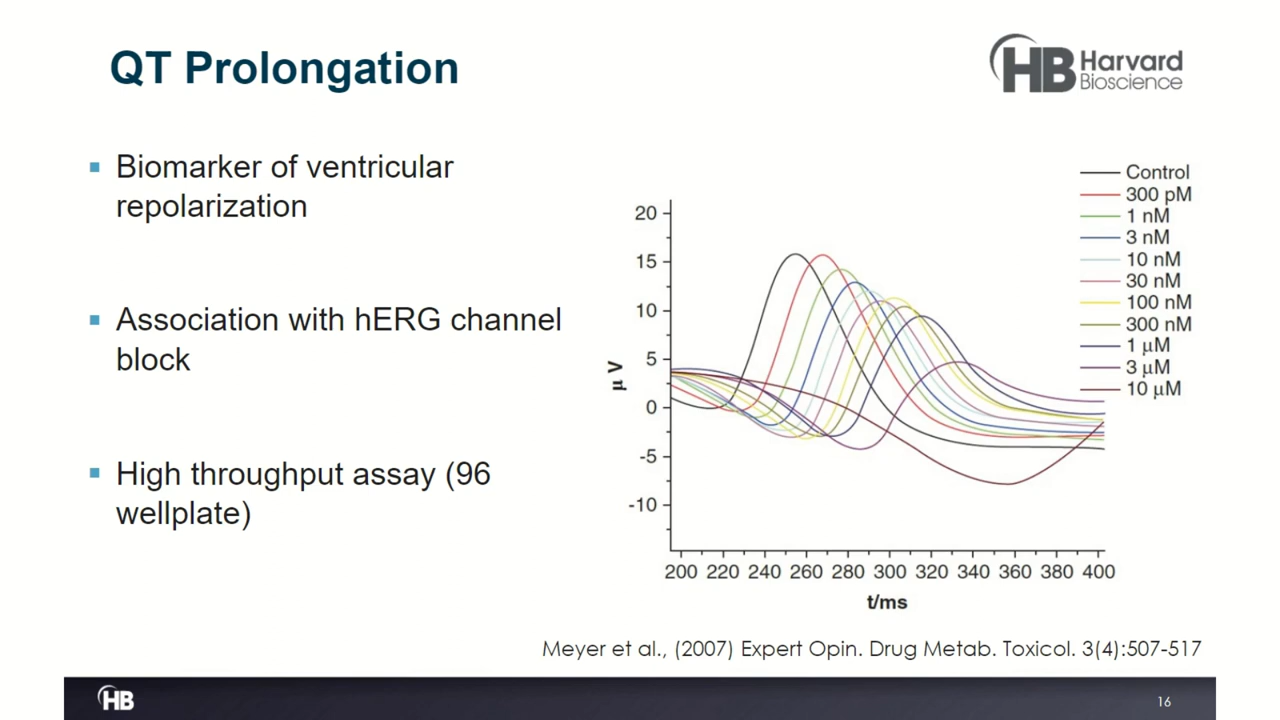 QT Prolongation
HB Harvard
Bioscience
▪ Biomarker of ventricular
repolarization
▪ Association with hERG channel
block
▪ High throughput assay (96
wellplate)
Control
300 pM
1 nM
3 nM
10 nM
30 nM
100 nM
300 nM
1 μM
3 μM
10 μM
20
15
10
5
0
-5
-10
μ V
200 220 240 260 280 300 320 340 360 380 400
t/ms
Meyer et al., (2007) Expert Opin. Drug Metab. Toxicol. 3(4):507-517
HB
16